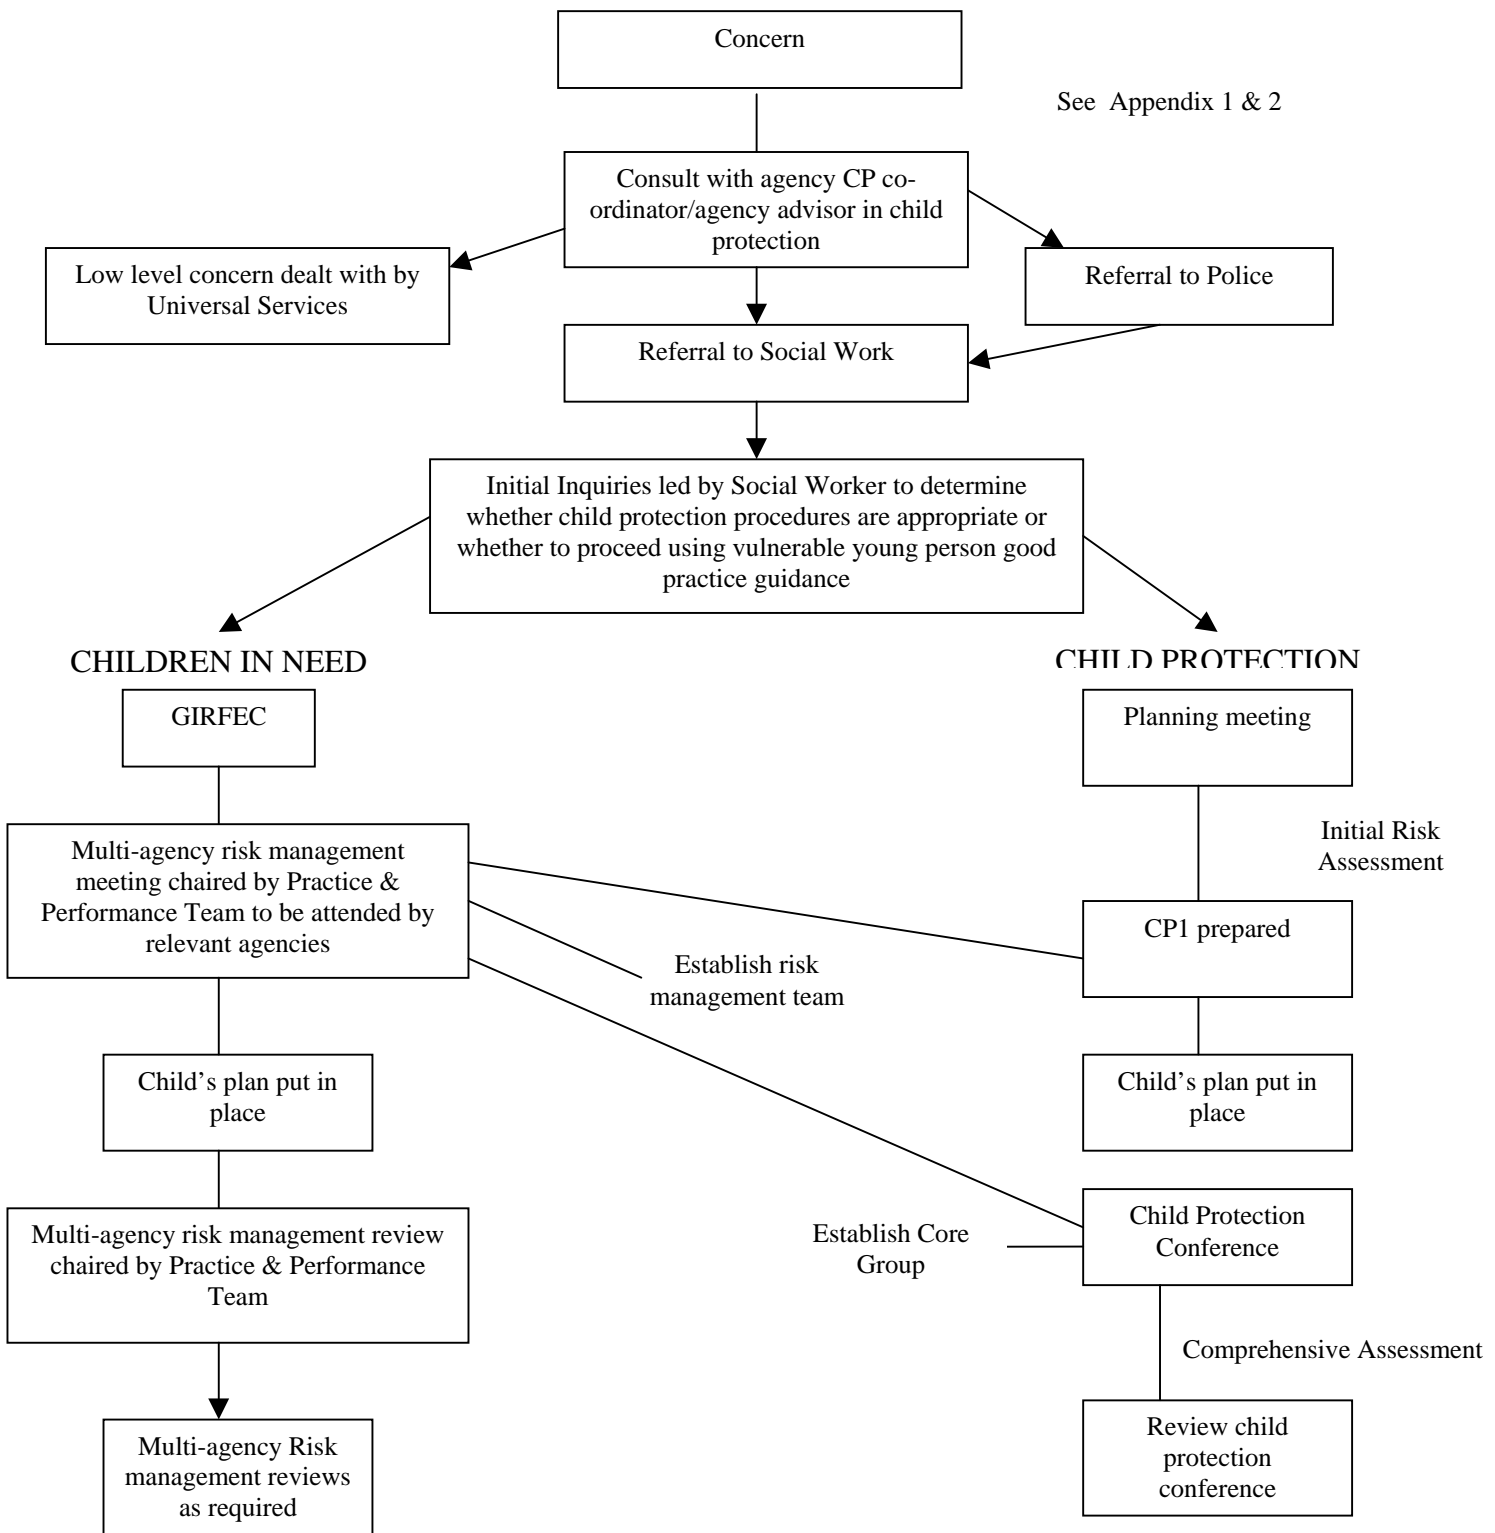 Concern
See Appendix 1 & 2
Consult with agency CP co-
ordinator/agency advisor in child
protection
Low level concern dealt with by
Universal Services
Referral to Police
Referral to Social Work
Initial Inquiries led by Social Worker to determine
whether child protection procedures are appropriate or
whether to proceed using vulnerable young person good
practice guidance
CHILDREN IN NEED
CHILD PROTECTION
GIRFEC
Planning meeting
Initial Risk
Assessment
Multi-agency risk management
meeting chaired by Practice &
Performance Team to be attended by
relevant agencies
CP1 prepared
Establish risk
management team
Child’s plan put in
place
Child’s plan put in
place
Multi-agency risk management review
chaired by Practice & Performance
Team
Establish Core
Group
Child Protection
Conference
Comprehensive Assessment
Multi-agency Risk
management reviews
as required
Review child
protection
conference